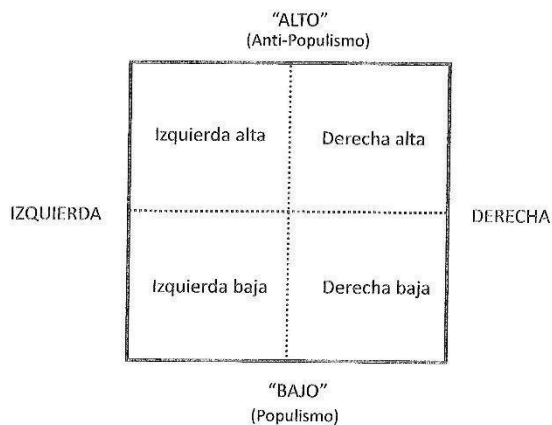 “ALTO”
(Anti-Populismo)
Izquierda alta
Derecha alta
IZQUIERDA
DERECHA
Izquierda baja
Derecha baja
“BAJO”
(Populismo)